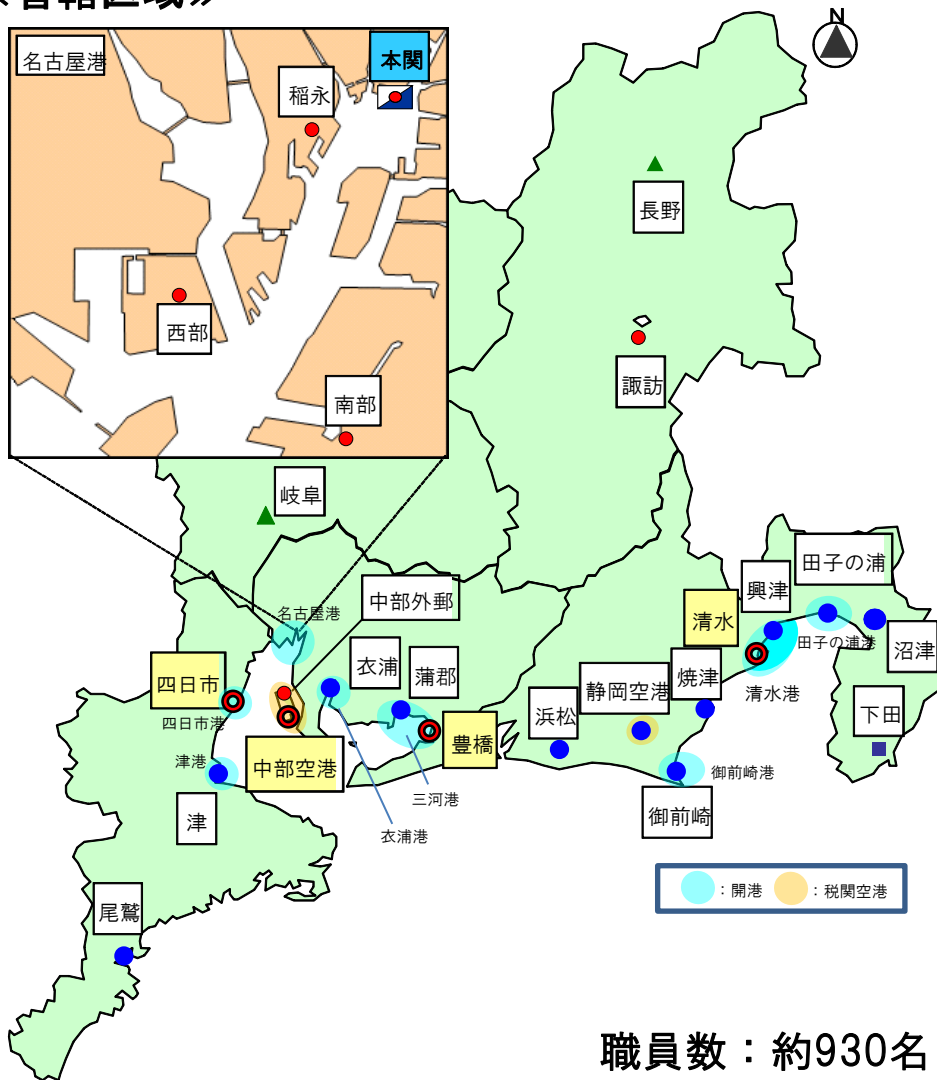 ≪管轄区域≫
N
名古屋港
本関
稲永
西部
南部
長野
諏訪
岐阜
名古屋港
中部外郵
衣浦
蒲郡
四日市
四日市港
津港
中部空港
豊橋
三河港
衣浦港
津
尾鷲
田子の浦
興津
清水
田子の浦港
沼津
清水港
下田
焼津
静岡空港
浜松
御前崎港
御前崎
：開港
：税関空港
職員数：約930名